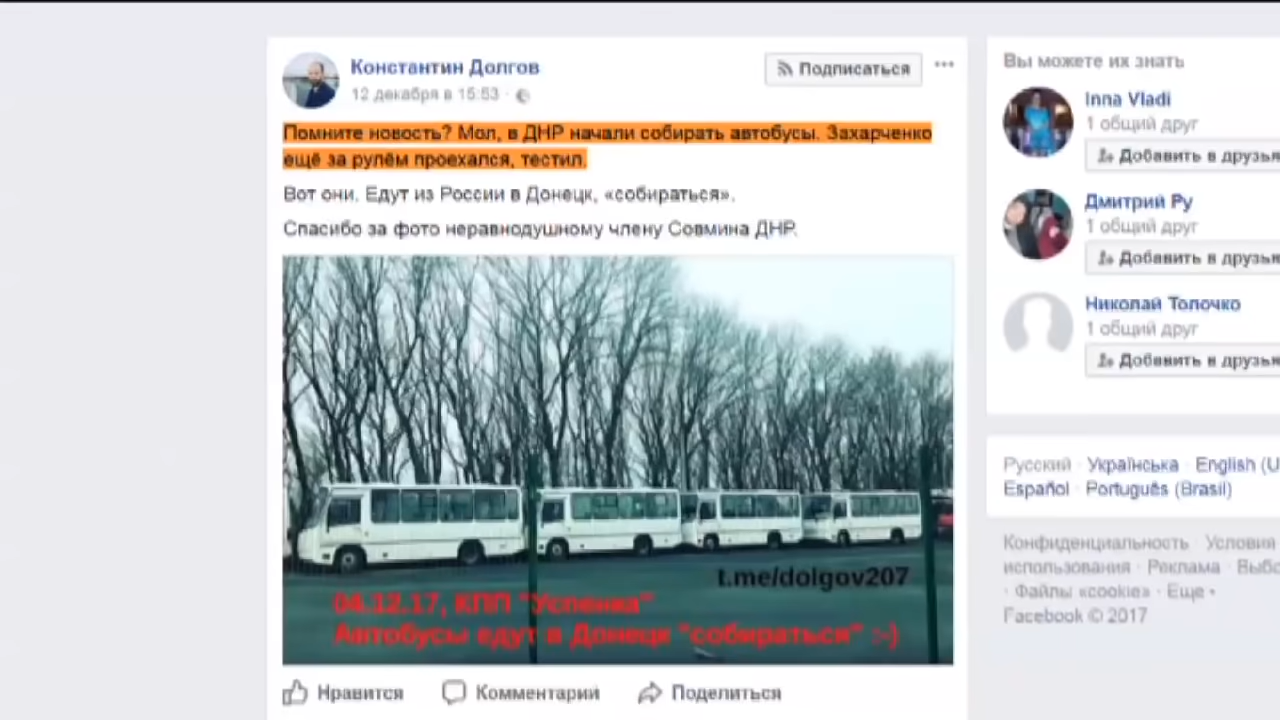 Константин Долгов
12 декабря в 15:53 ·
Подписаться
Помните новость? Мол, в ДНР начали собирать автобусы. Захарченко
ещё за рулём проехался, тестил.
Вот они. Едут из России в Донецк, «собираться».
Спасибо за фото неравнодушному члену Совмина ДНР.
t.me/dolgov207
04.12.17, КПП "Успенка"
Автобусы едут в Донецк "собираться" :-)
Нравится
Комментарий
Поделиться
Вы можете их знать
Inna Vladi
1 общий друг
Добавить в друзья
Дмитрий Ру
1 общий друг
Добавить в друзья
Николай Толочко
1 общий друг
Добавить в друзья
Русский · Українська · English (U
Español · Português (Brasil)
Конфиденциальность · Условия
использования · Реклама · Выбо
· Файлы «cookie» · Еще
Facebook © 2017